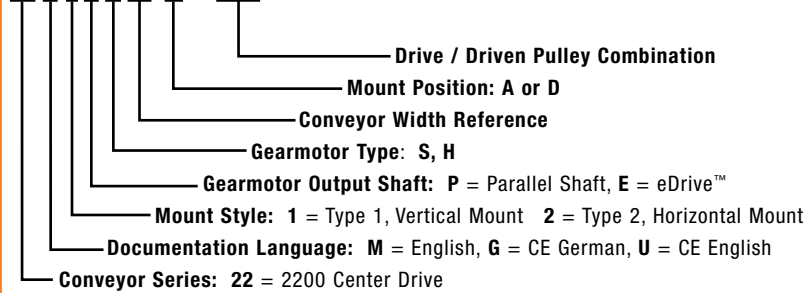 Drive / Driven Pulley Combination
Mount Position: A or D
Conveyor Width Reference
Gearmotor Type: S, H
Gearmotor Output Shaft: P = Parallel Shaft, E = eDrive™
Mount Style: 1 = Type 1, Vertical Mount 2 = Type 2, Horizontal Mount
Documentation Language: M = English, G = CE German, U = CE English
Conveyor Series: 22 = 2200 Center Drive